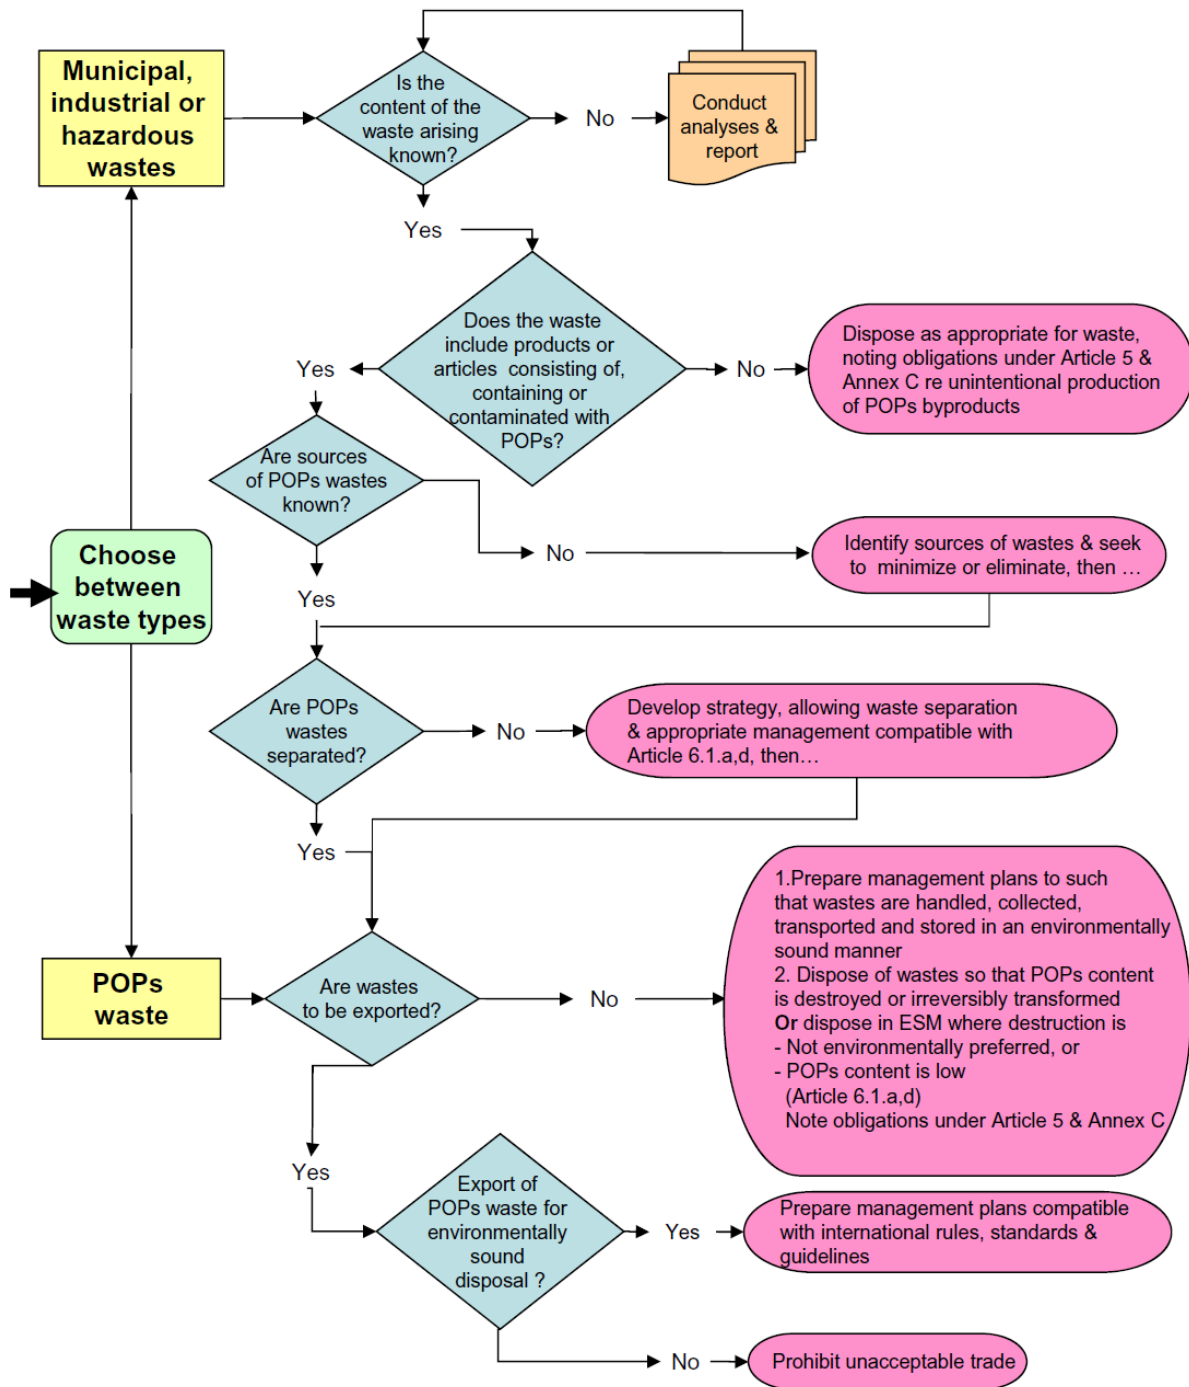 Municipal,
industrial or
hazardous
wastes
Is the
content of the
waste arising
known?
No
Conduct
analyses &
report
Yes
Does the waste
include products or
articles consisting of,
containing or
contaminated with
POPs?
Yes
No
Dispose as appropriate for waste,
noting obligations under Article 5 &
Annex C re unintentional production
of POPs byproducts
Are sources
of POPs wastes
known?
No
Identify sources of wastes & seek
to minimize or eliminate, then …
Choose
between
waste types
Yes
Are POPs
wastes
separated?
No
Develop strategy, allowing waste separation
& appropriate management compatible with
Article 6.1.a,d, then…
Yes
POPs
waste
Are wastes
to be exported?
No
1.Prepare management plans to such
that wastes are handled, collected,
transported and stored in an environmentally
sound manner
2. Dispose of wastes so that POPs content
is destroyed or irreversibly transformed
Or dispose in ESM where destruction is
- Not environmentally preferred, or
- POPs content is low
(Article 6.1.a,d)
Note obligations under Article 5 & Annex C
Yes
Export of
POPs waste for
environmentally
sound
disposal ?
Yes
Prepare management plans compatible
with international rules, standards &
guidelines
No
Prohibit unacceptable trade